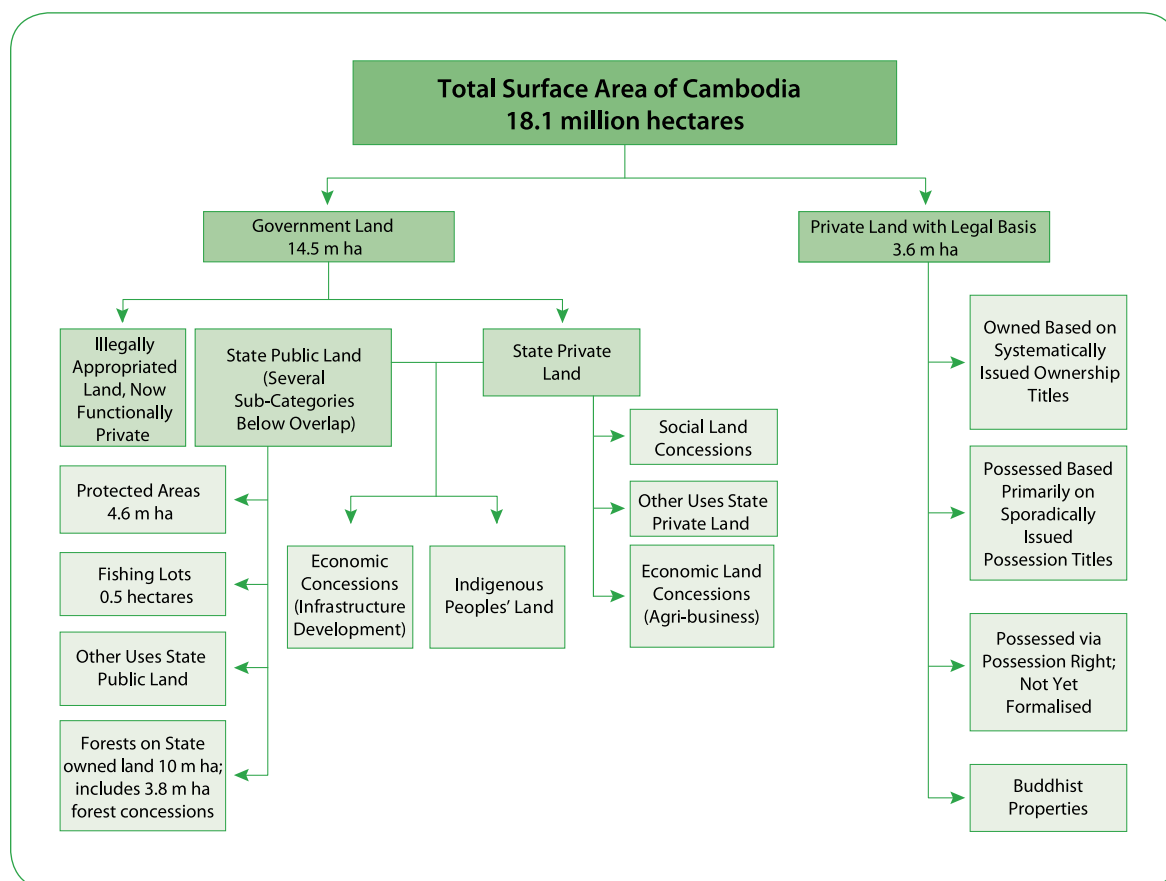 Total Surface Area of Cambodia
18.1 million hectares
Government Land
14.5 m ha
Private Land with Legal Basis
3.6 m ha
Illegally
Appropriated
Land, Now
Functionally
Private
State Public Land
(Several
Sub-Categories
Below Overlap)
State Private
Land
Protected Areas
4.6 m ha
Fishing Lots
0.5 hectares
Other Uses State
Public Land
Forests on State
owned land 10 m ha;
includes 3.8 m ha
forest concessions
Economic
Concessions
(Infrastructure
Development)
Indigenous
Peoples' Land
Social Land
Concessions
Other Uses State
Private Land
Economic Land
Concessions
(Agri-business)
Owned Based on
Systematically
Issued Ownership
Titles
Possessed Based
Primarily on
Sporadically
Issued
Possession Titles
Possessed via
Possession Right;
Not Yet
Formalised
Buddhist
Properties